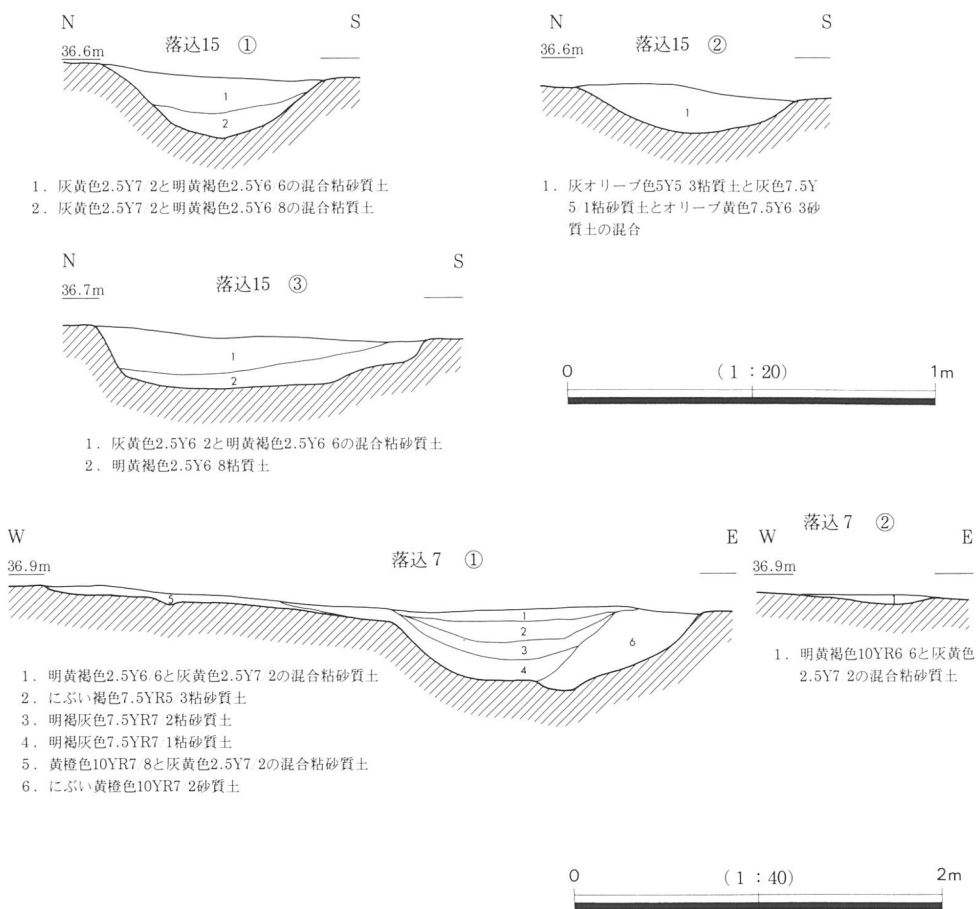 N
S
36.6m
落込15 ①
1
2
1. 灰黄色2.5Y7 2と明黄褐色2.5Y6 6の混合粘砂質土
2. 灰黄色2.5Y7/2と明黄褐色2.5Y6 8の混合粘質土
N
S
36.6m
落込15 ②
1
1. 灰オリーブ色5Y5 3粘質土と灰色7.5Y
5/1粘砂質土とオリーブ黄色7.5Y6/3砂
質土の混合
N
S
36.7m
落込15 ③
1
2
1. 灰黄色2.5Y6 2と明黄褐色2.5Y6 6の混合粘砂質土
2. 明黄褐色2.5Y6 8粘質土
0
(1:20)
1m
W
E
36.9m
落込7 ①
5
1
2
3
4
6
1. 明黄褐色2.5Y6/6と灰黄色2.5Y7 2の混合粘砂質土
2. にぶい褐色7.5YR5 3粘砂質土
3. 明褐灰色7.5YR7/2粘砂質土
4. 明褐灰色7.5YR7/1粘砂質土
5. 黄橙色10YR7 8と灰黄色2.5Y7/2の混合粘砂質土
6. にぶい黄橙色10YR7/2砂質土
落込7 ②
W
E
36.9m
1
1. 明黄褐色10YR6 6と灰黄色
2.5Y7 2の混合粘砂質土
0
(1:40)
2m